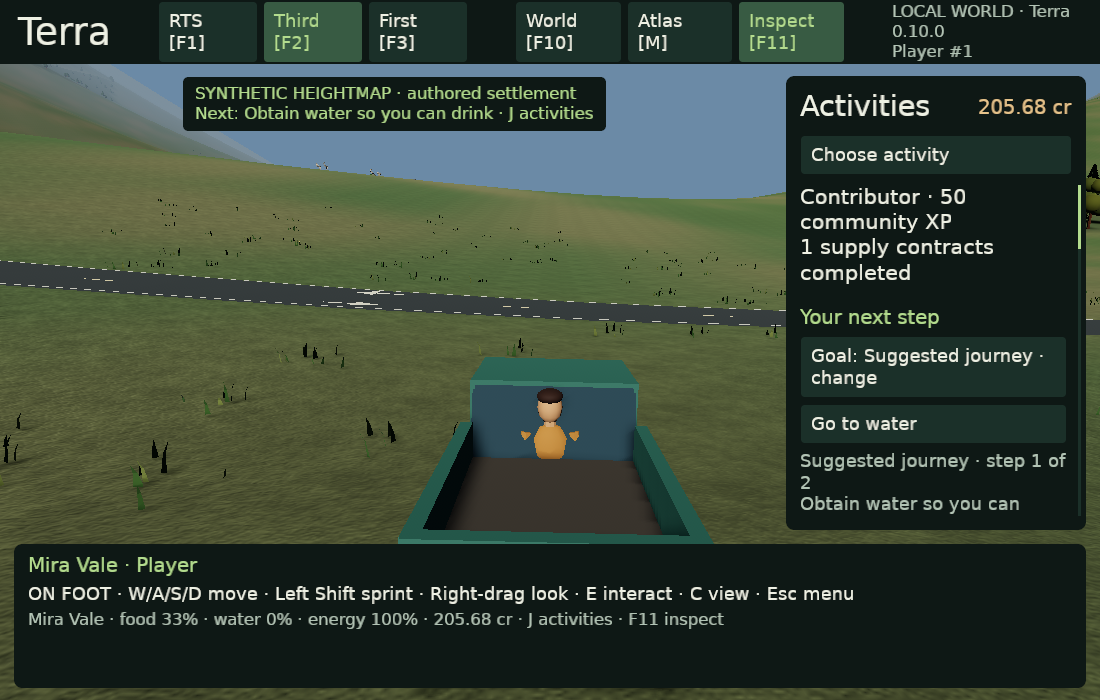 Terra
RTS
[F1]
Third
[F2]
First
[F3]
World
[F10]
Atlas
[M]
Inspect
[F11]
LOCAL WORLD · Terra
0.10.0
Player #1
SYNTHETIC HEIGHTMAP · authored settlement
Next: Obtain water so you can drink · J activities
Activities
205.68 cr
Choose activity
Contributor · 50
community XP
1 supply contracts
completed
Your next step
Goal: Suggested journey ·
change
Go to water
Suggested journey · step 1 of
2
Obtain water so you can
Mira Vale · Player
ON FOOT · W/A/S/D move · Left Shift sprint · Right-drag look · E interact · C view · Esc menu
Mira Vale · food 33% · water 0% · energy 100% · 205.68 cr · J activities · F11 inspect